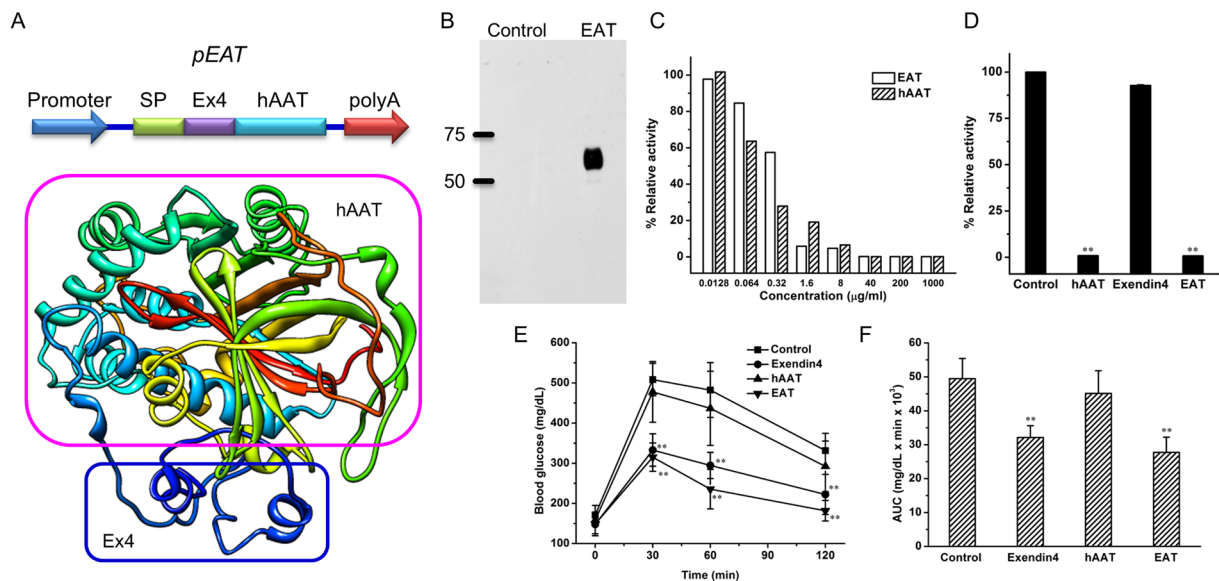 A
pEAT
Promoter SP Ex4 hAAT polyA
hAAT
Ex4
B
Control EAT
75
50
C
% Relative activity
100
80
60
40
20
0
EAT
hAAT
0.0128 0.064 0.32 1.6 8 40 200 1000
Concentration (µg/ml)
D
% Relative activity
100
75
50
25
0
** **
Control hAAT Exendin4 EAT
E
Blood glucose (mg/dL)
600
500
400
300
200
100
Control
Exendin4
hAAT
EAT
** ** **
** ** **
0 30 60 90 120
Time (min)
F
AUC (mg/dL x min x 10³)
60
50
40
30
20
10
0
** **
Control Exendin4 hAAT EAT